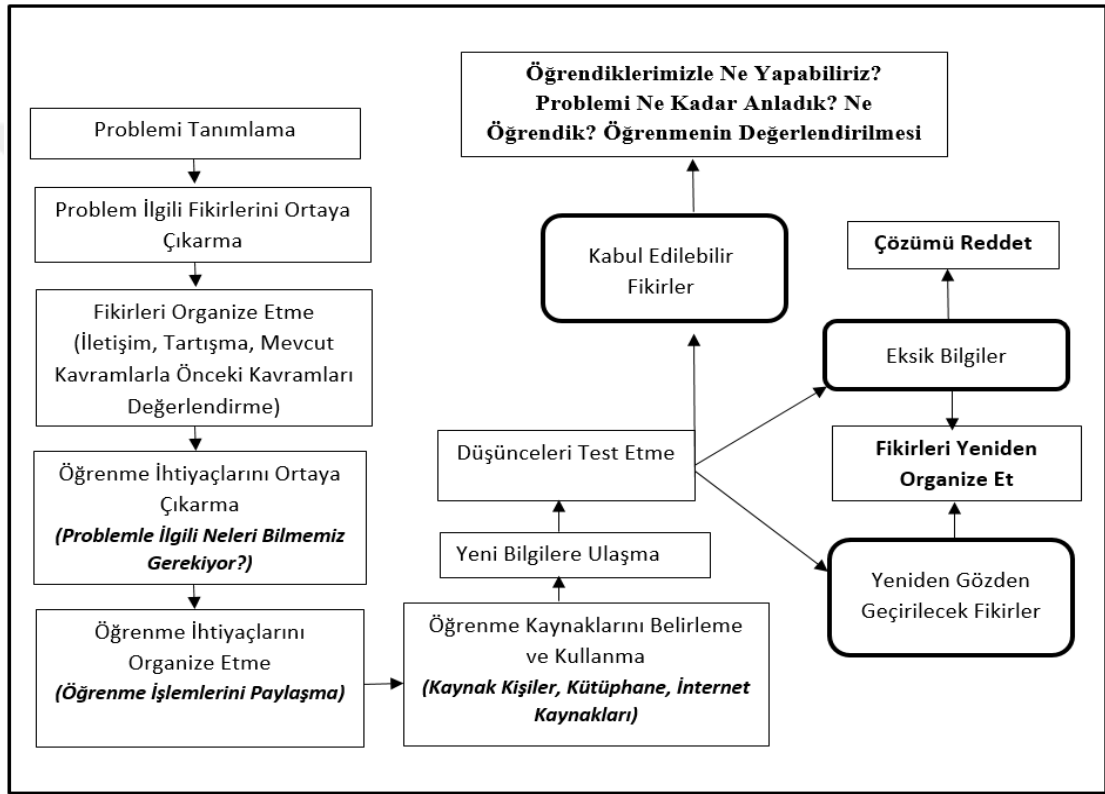 Problemi Tanımlama
Problem İlgili Fikirlerini Ortaya
Çıkarma
Fikirleri Organize Etme
(İletişim, Tartışma, Mevcut
Kavramlarla Önceki Kavramları
Değerlendirme)
Öğrenme İhtiyaçlarını Ortaya
Çıkarma
(Problemle İlgili Neleri Bilmemiz
Gerekiyor?)
Öğrenme İhtiyaçlarını
Organize Etme
(Öğrenme İşlemlerini Paylaşma)
Öğrenme Kaynaklarını Belirleme
ve Kullanma
(Kaynak Kişiler, Kütüphane, İnternet
Kaynakları)
Yeni Bilgilere Ulaşma
Düşünceleri Test Etme
Kabul Edilebilir
Fikirler
Öğrendiklerimizle Ne Yapabiliriz?
Problemi Ne Kadar Anladık? Ne
Öğrendik? Öğrenmenin Değerlendirilmesi
Çözümü Reddet
Eksik Bilgiler
Fikirleri Yeniden
Organize Et
Yeniden Gözden
Geçirilecek Fikirler